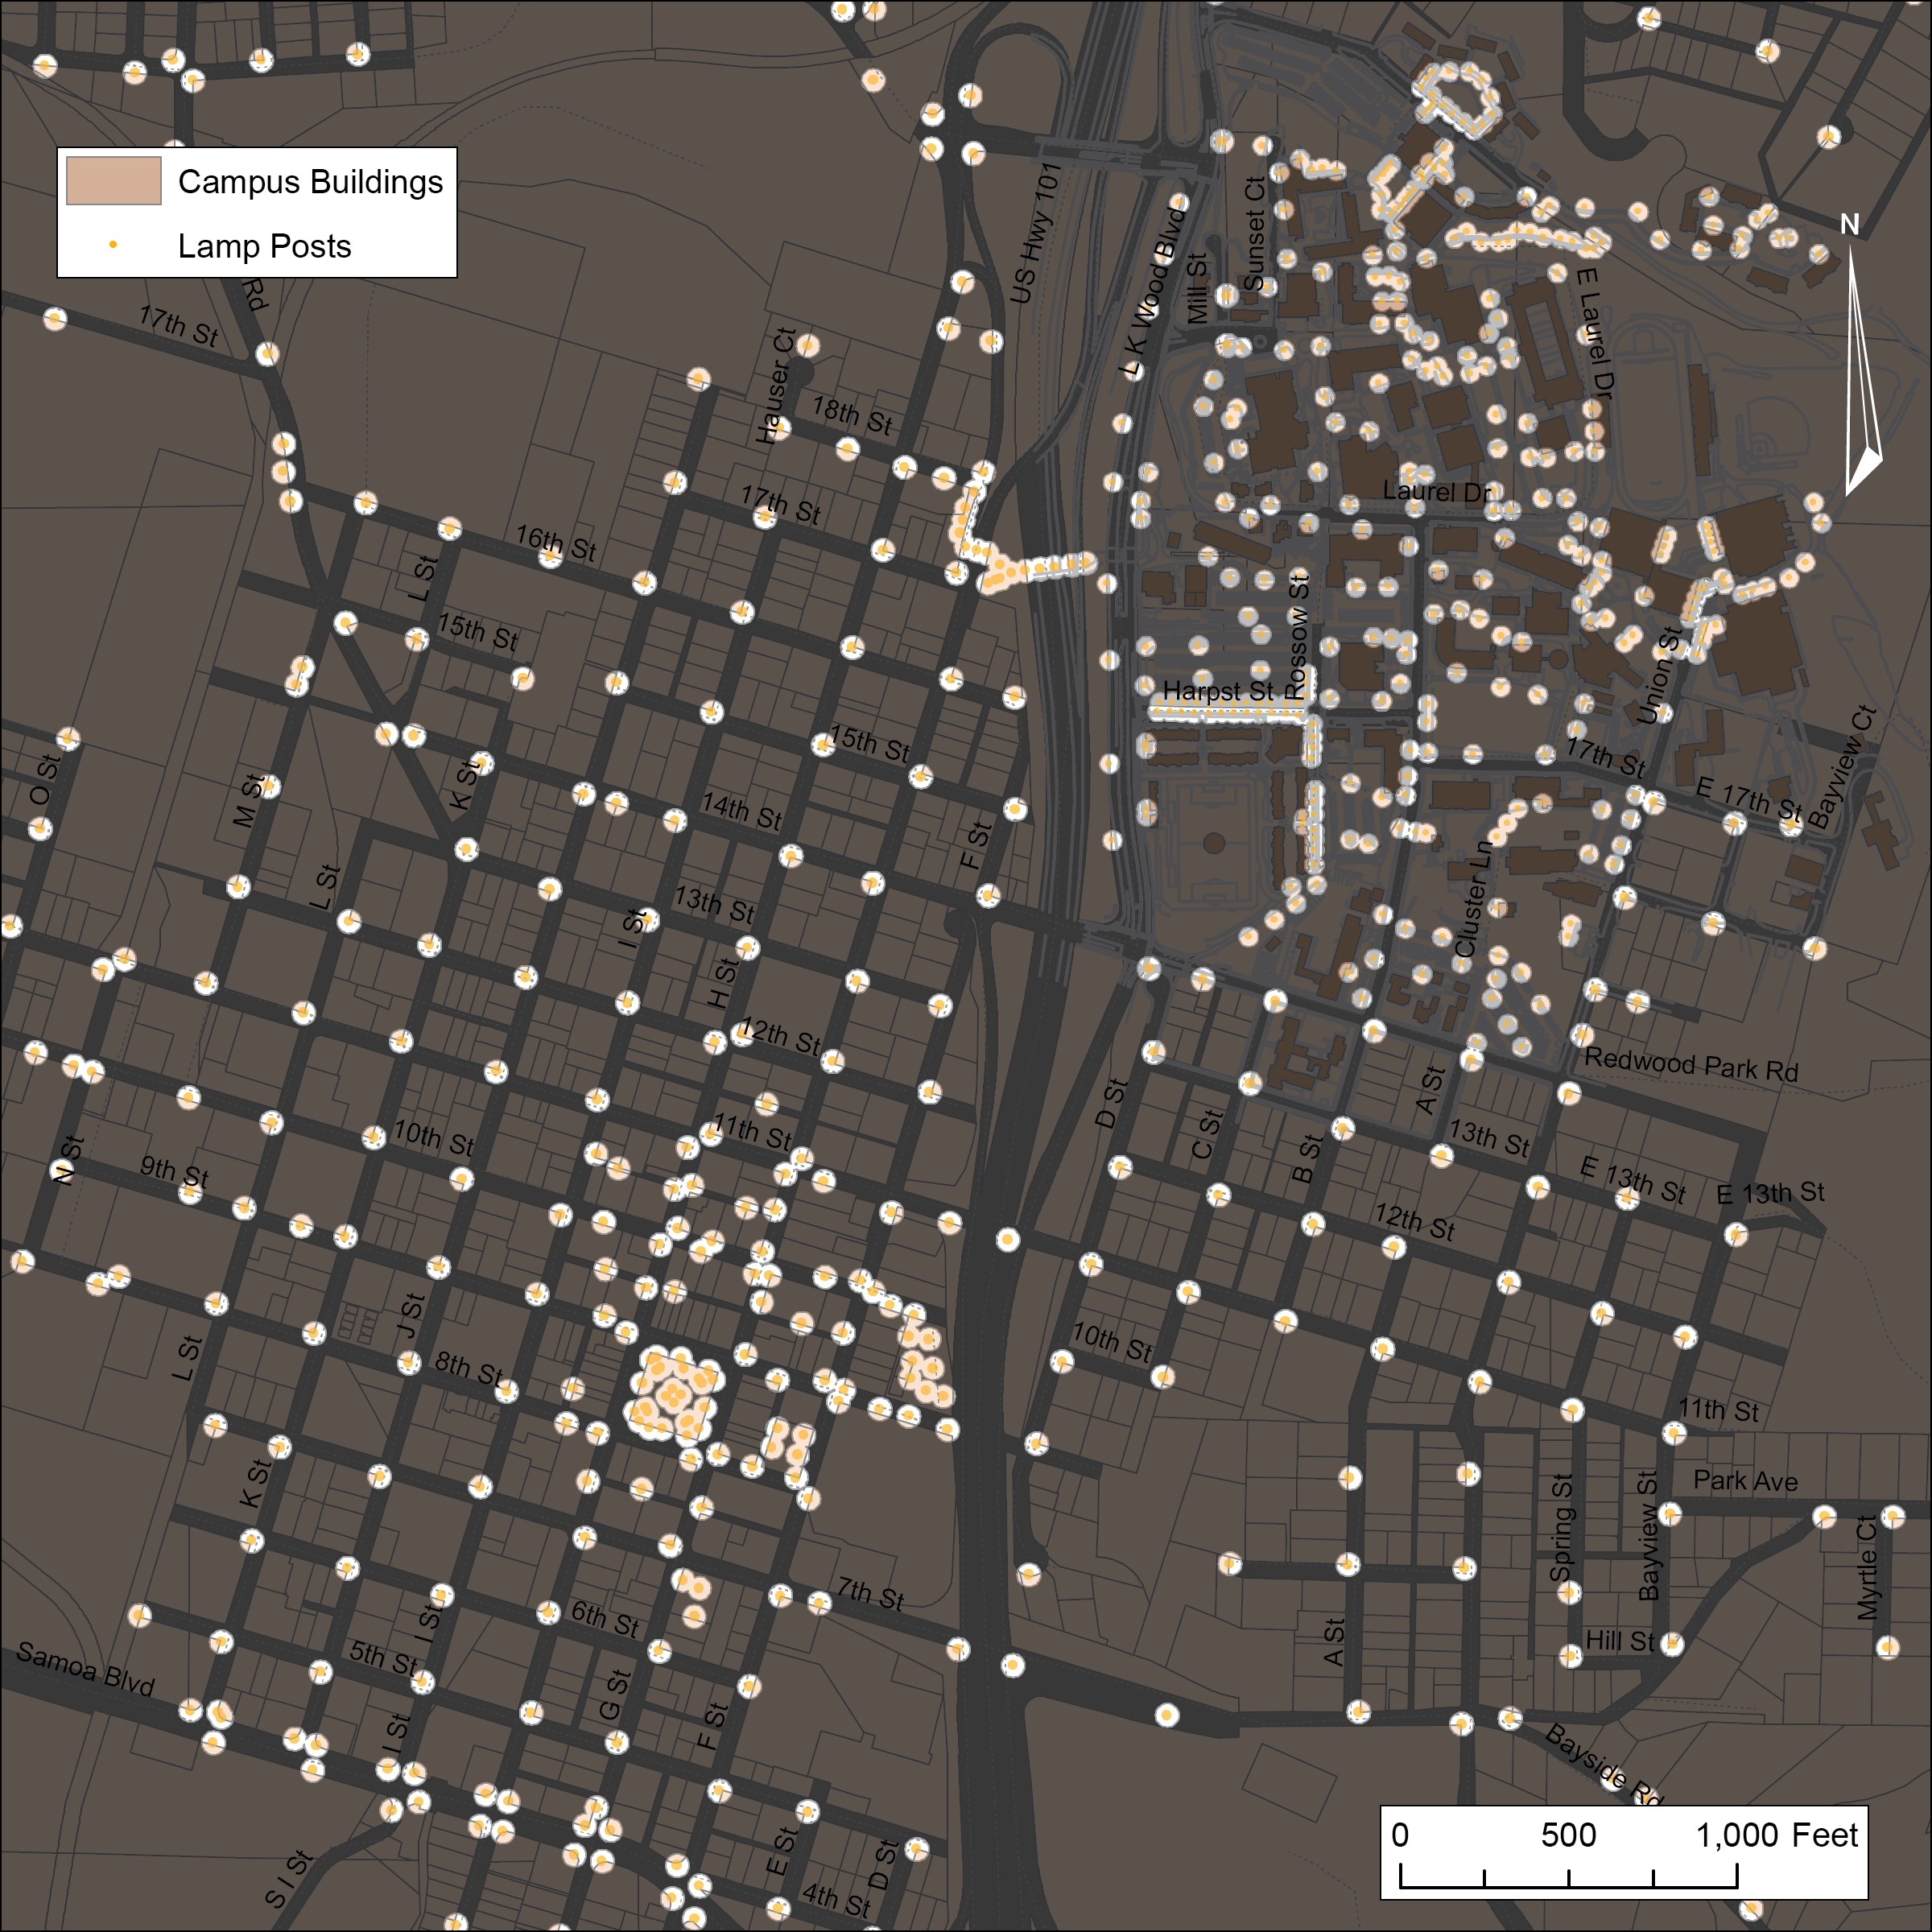 Campus Buildings
Lamp Posts
N
Rd
17th St
US Hwy 101
L K Wood Blvd
Mill St
Sunset Ct
E Laurel Dr
Hauser Ct
18th St
17th St
Laurel Dr
16th St
L St
15th St
Rossow St
Harpst St
Union St
O St
M St
K St
15th St
14th St
F St
17th St
E 17th St
Bayview Ct
L St
I St
13th St
H St
12th St
Cluster Ln
Redwood Park Rd
N St
9th St
10th St
11th St
D St
C St
B St
A St
13th St
E 13th St
E 13th St
12th St
L St
J St
8th St
10th St
11th St
K St
Park Ave
Spring St
Bayview St
Myrtle Ct
7th St
6th St
I St
5th St
Samoa Blvd
G St
F St
I St
A St
Hill St
Bayside Rd
S I St
E St
D St
4th St
0 500 1,000 Feet